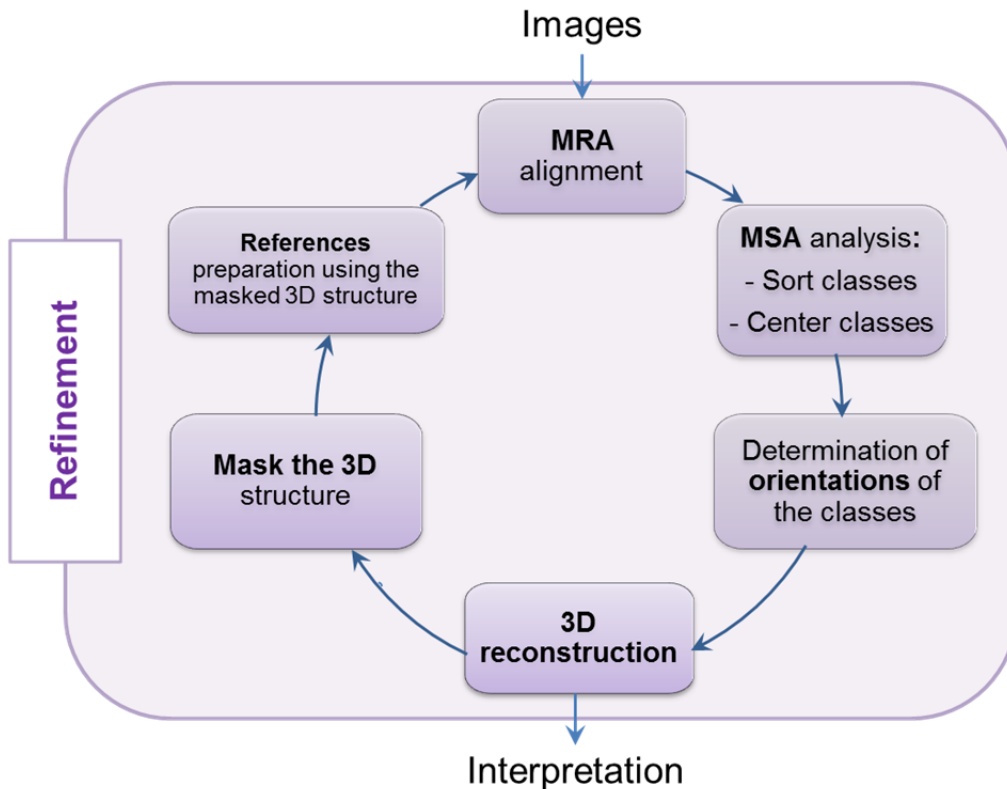 Images
MRA
alignment
MSA analysis:
- Sort classes
- Center classes
References
preparation using the
masked 3D structure
Refinement
Mask the 3D
structure
Determination of
orientations of
the classes
3D
reconstruction
Interpretation